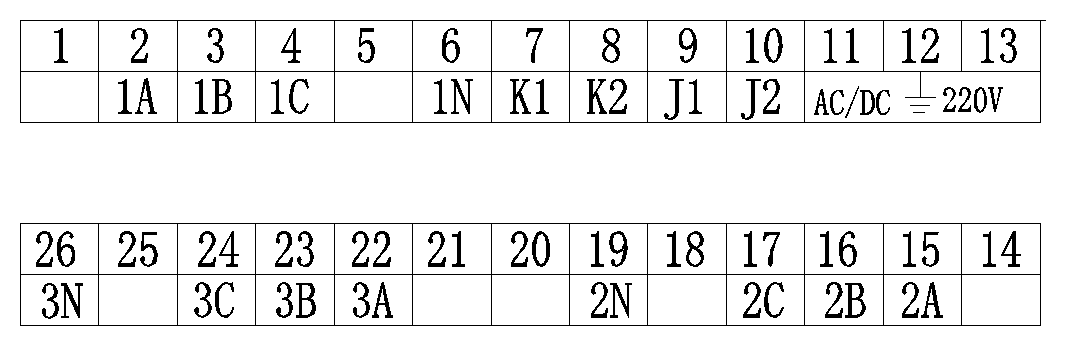 1 2 3 4 5 6 7 8 9 10 11 12 13
1A 1B 1C 1N K1 K2 J1 J2 AC/DC 220V
26 25 24 23 22 21 20 19 18 17 16 15 14
3N 3C 3B 3A 2N 2C 2B 2A